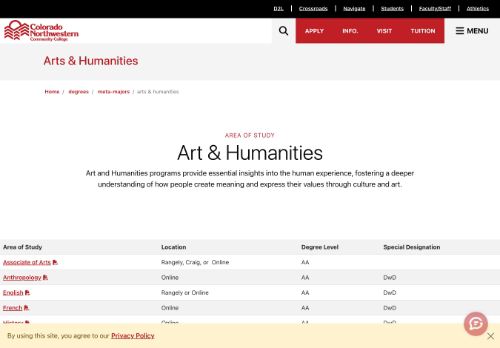 D2L | Crossroads | Navigate | Students | Faculty/Staff | Athletics
Colorado
Northwestern
Community College
APPLY INFO. VISIT TUITION MENU
Arts & Humanities
Home / degrees / meta-majors / arts & humanities
AREA OF STUDY
Art & Humanities
Art and Humanities programs provide essential insights into the human experience, fostering a deeper
understanding of how people create meaning and express their values through culture and art.
Area of Study Location Degree Level Special Designation
Associate of Arts Rangely, Craig, or Online AA
Anthropology Online AA DwD
English Rangely or Online AA DwD
French Online AA DwD
History Online AA DwD
By using this site, you agree to our Privacy Policy